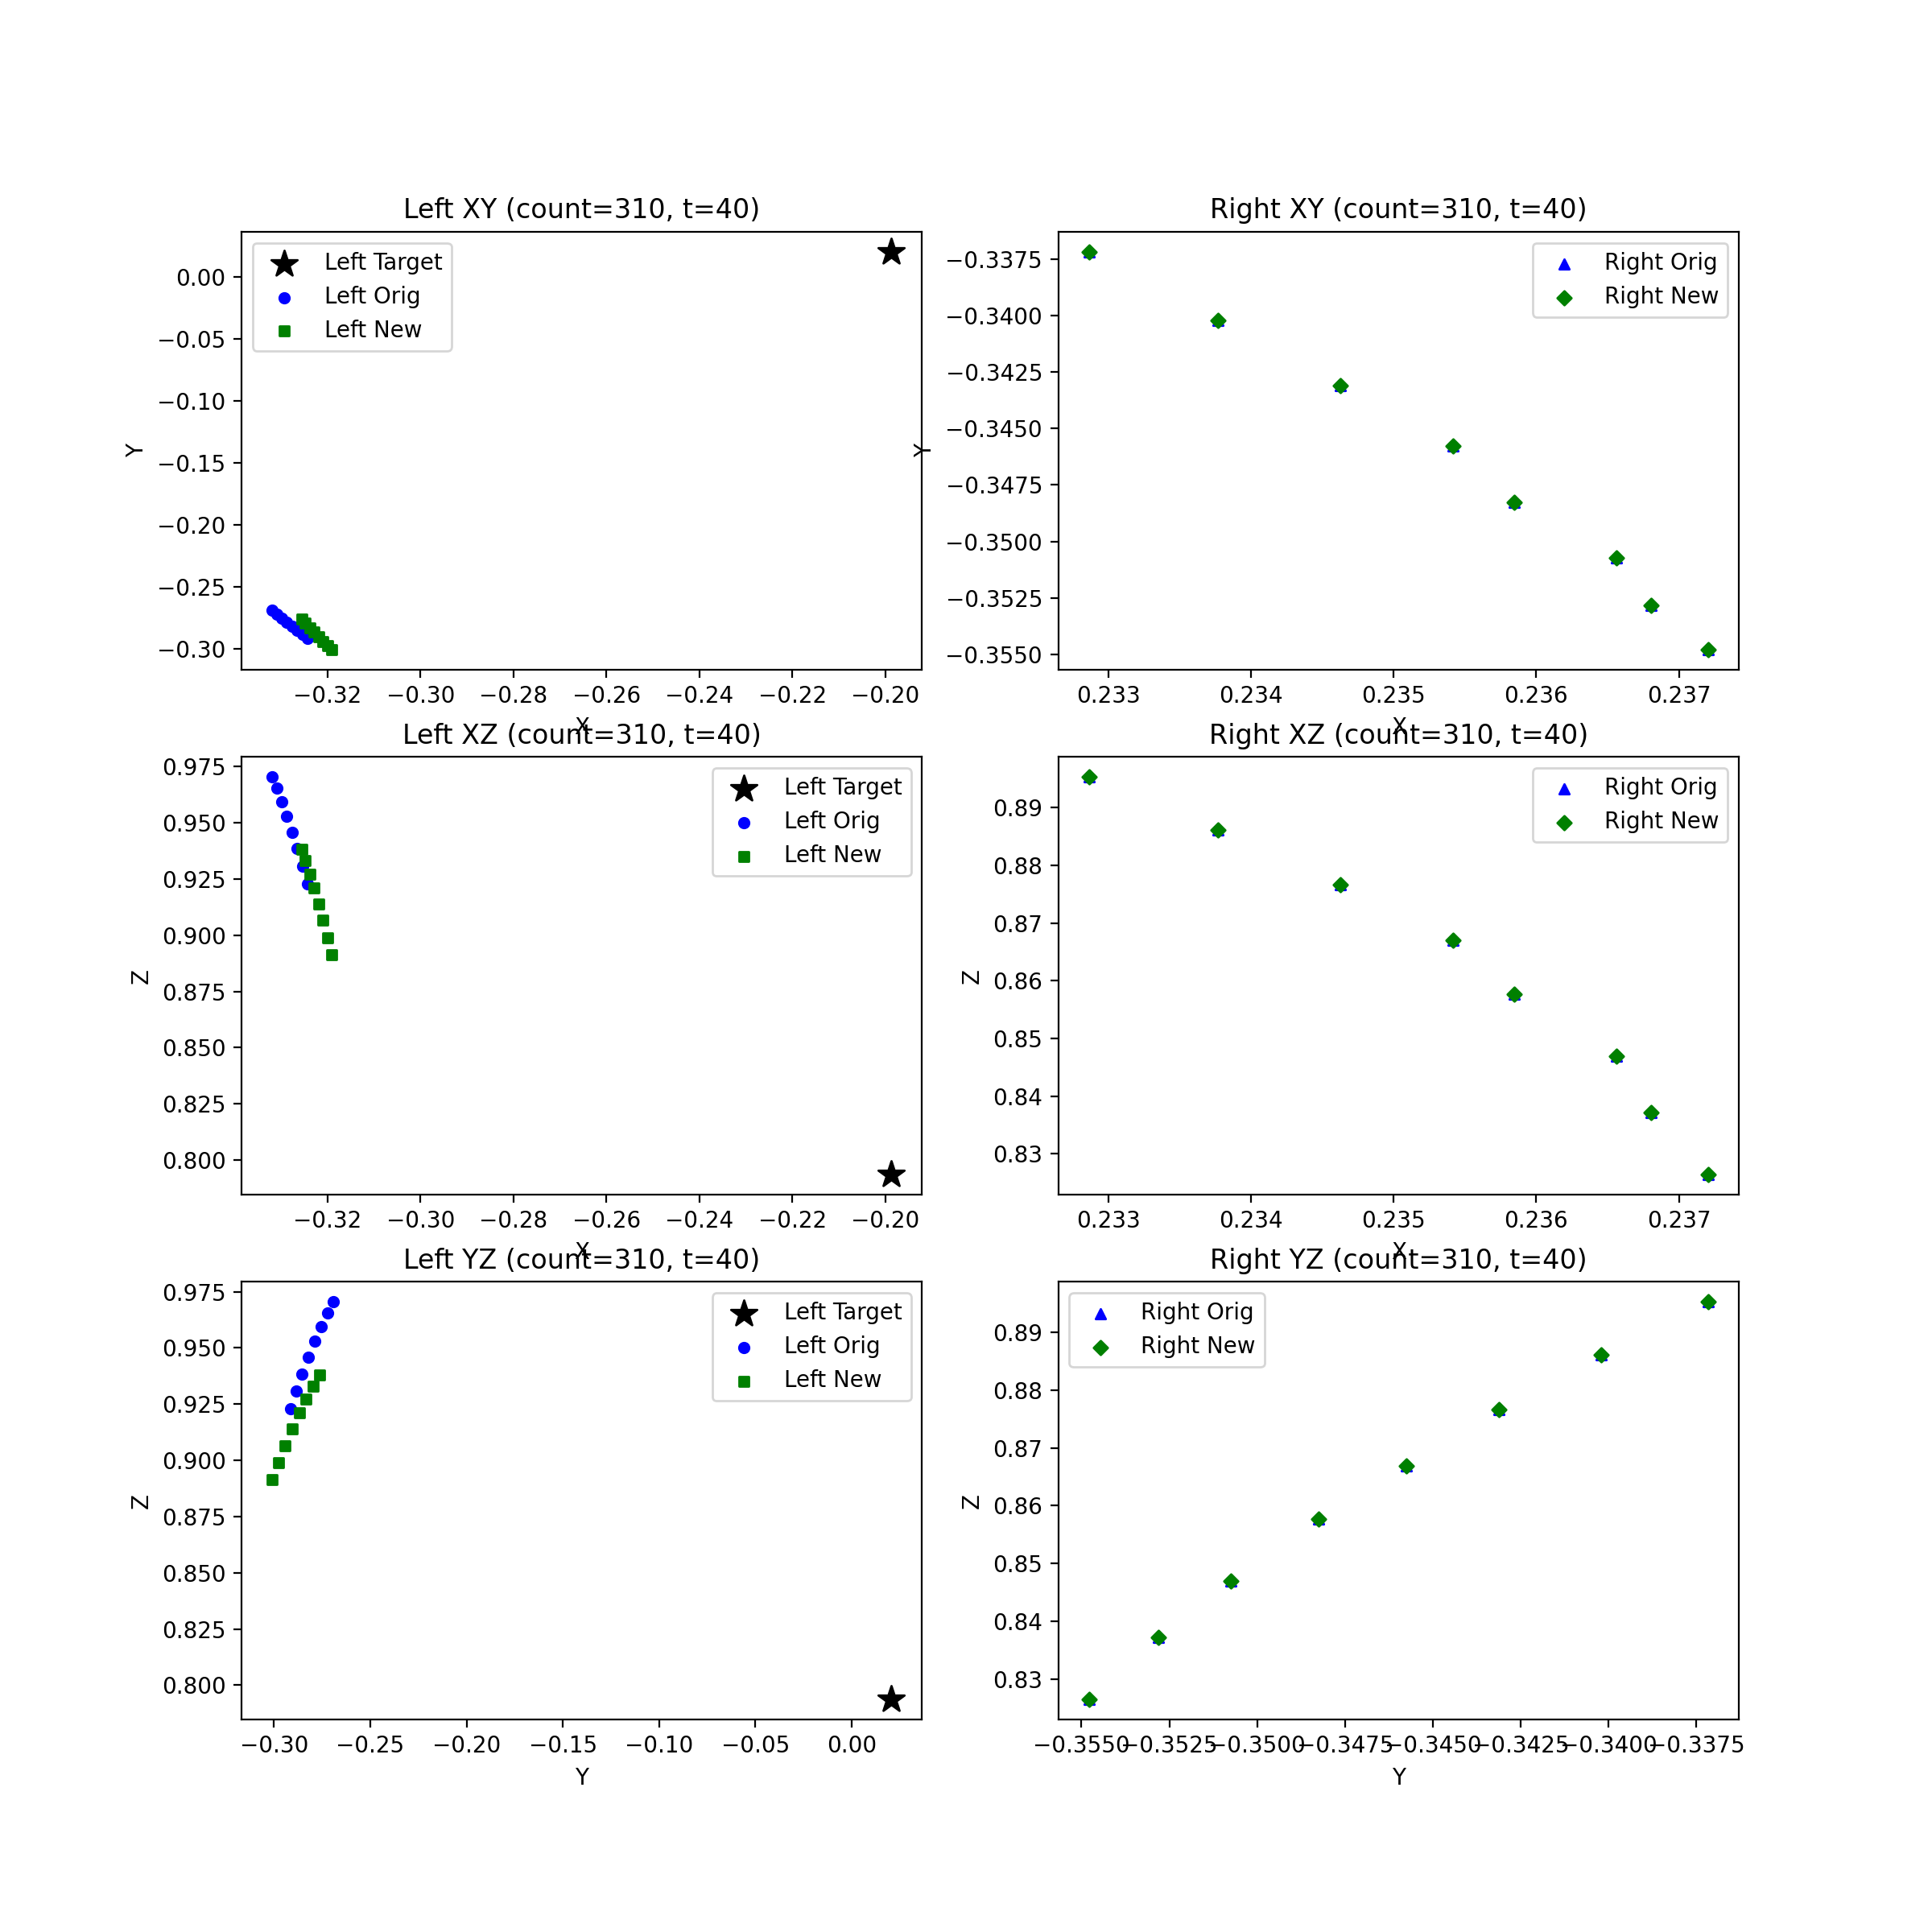 Left XY (count=310, t=40)
Left Target
Left Orig
Left New
0.00
−0.05
−0.10
−0.15
−0.20
−0.25
−0.30
Y
−0.32
−0.30
−0.28
−0.26
−0.24
−0.22
−0.20
X
Right XY (count=310, t=40)
Right Orig
Right New
−0.3375
−0.3400
−0.3425
−0.3450
−0.3475
−0.3500
−0.3525
−0.3550
Y
0.233
0.234
0.235
0.236
0.237
X
Left XZ (count=310, t=40)
Left Target
Left Orig
Left New
0.975
0.950
0.925
0.900
0.875
0.850
0.825
0.800
Z
−0.32
−0.30
−0.28
−0.26
−0.24
−0.22
−0.20
X
Right XZ (count=310, t=40)
Right Orig
Right New
0.89
0.88
0.87
0.86
0.85
0.84
0.83
Z
0.233
0.234
0.235
0.236
0.237
X
Left YZ (count=310, t=40)
Left Target
Left Orig
Left New
0.975
0.950
0.925
0.900
0.875
0.850
0.825
0.800
Z
−0.30
−0.25
−0.20
−0.15
−0.10
−0.05
0.00
Y
Right YZ (count=310, t=40)
Right Orig
Right New
0.89
0.88
0.87
0.86
0.85
0.84
0.83
Z
−0.3550
−0.3525
−0.3500
−0.3475
−0.3450
−0.3425
−0.3400
−0.3375
Y